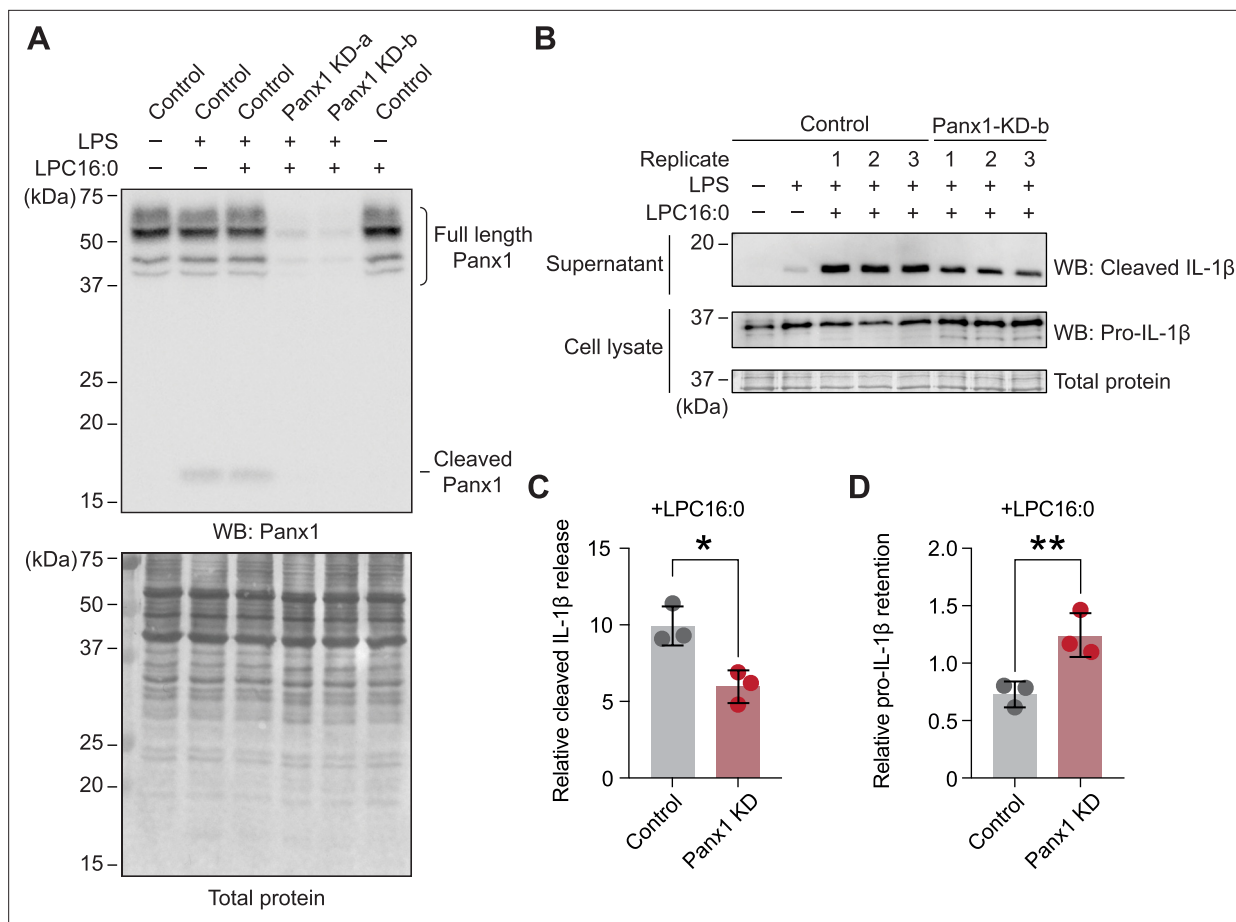 A
Control
Control
Control
Panx1 KD-a
Panx1 KD-b
Control
LPS – + + + + –
LPC16:0 – – + + + +
(kDa)
75
50
37
25
20
15
Full length
Panx1
Cleaved
Panx1
WB: Panx1
(kDa)
75
50
37
25
20
15
Total protein
B
Control Panx1-KD-b
Replicate 1 2 3 1 2 3
LPS – + + + + + + +
LPC16:0 – – + + + + + +
20
Supernatant
WB: Cleaved IL-1β
37
Cell lysate
WB: Pro-IL-1β
37
Total protein
(kDa)
C
+LPC16:0
*
Relative cleaved IL-1β release
15
10
5
0
Control
Panx1 KD
D
+LPC16:0
**
Relative pro-IL-1β retention
2.0
1.5
1.0
0.5
0
Control
Panx1 KD